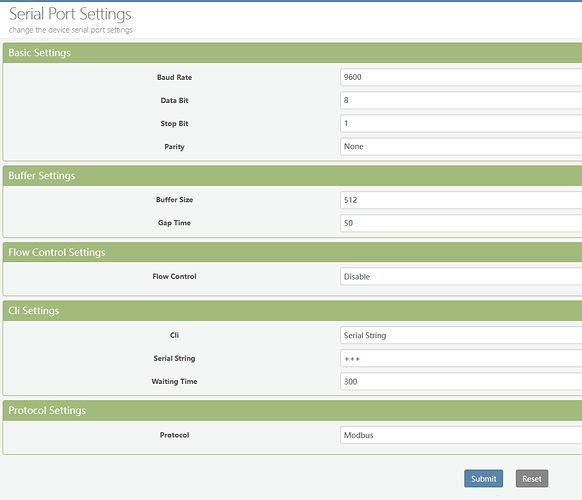 Serial Port Settings
change the device serial port settings
Basic Settings
Baud Rate 9600
Data Bit 8
Stop Bit 1
Parity None
Buffer Settings
Buffer Size 512
Gap Time 50
Flow Control Settings
Flow Control Disable
Cli Settings
Cli Serial String
Serial String +++
Waiting Time 300
Protocol Settings
Protocol Modbus
Submit Reset